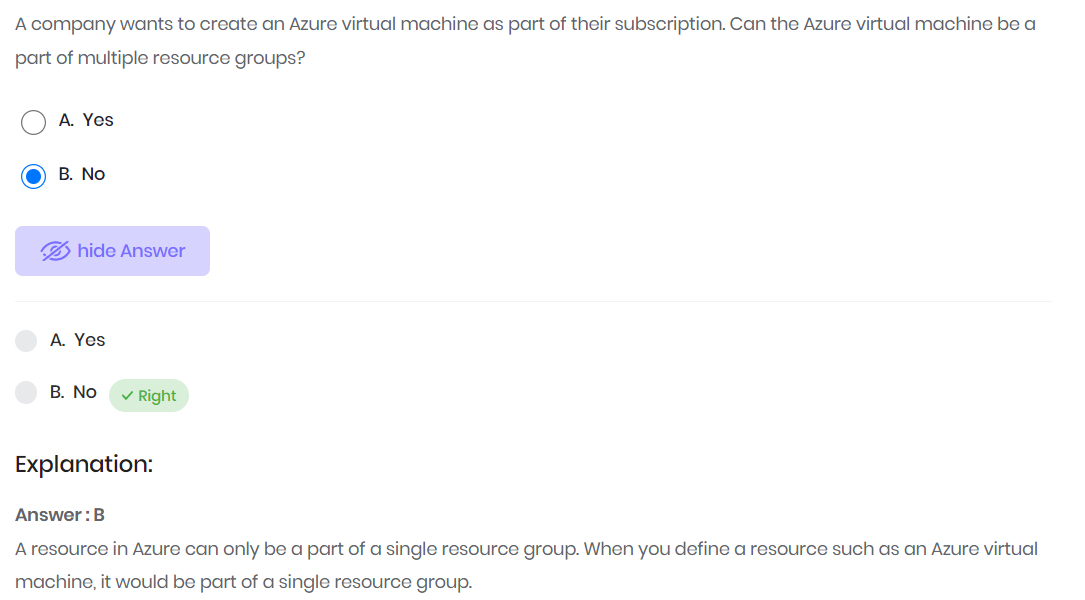 A company wants to create an Azure virtual machine as part of their subscription. Can the Azure virtual machine be a
part of multiple resource groups?
A. Yes
B. No
hide Answer
A. Yes
B. No Right
Explanation:
Answer : B
A resource in Azure can only be a part of a single resource group. When you define a resource such as an Azure virtual
machine, it would be part of a single resource group.